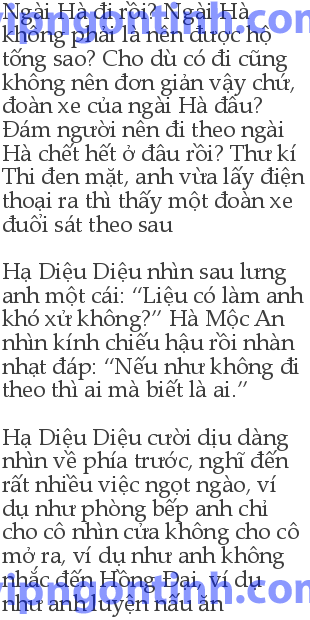 Ngài Hà đi rồi? Ngài Hà
không phải là nên được hộ
tống sao? Cho dù có đi cũng
không nên đơn giản vậy chứ,
đoàn xe của ngài Hà đâu?
Đám người nên đi theo ngài
Hà chết hết ở đâu rồi? Thư kí
Thi đen mặt, anh vừa lấy điện
thoại ra thì thấy một đoàn xe
đuổi sát theo sau
Hạ Diệu Diệu nhìn sau lưng
anh một cái: “Liệu có làm anh
khó xử không?” Hà Mộc An
nhìn kính chiếu hậu rồi nhàn
nhạt đáp: “Nếu như không đi
theo thì ai mà biết là ai.”
Hạ Diệu Diệu cười dịu dàng
nhìn về phía trước, nghĩ đến
rất nhiều việc ngọt ngào, ví
dụ như phòng bếp anh chỉ
cho cô nhìn cửa không cho cô
mở ra, ví dụ như anh không
nhắc đến Hồng Đại, ví dụ
như anh luyện nấu ăn